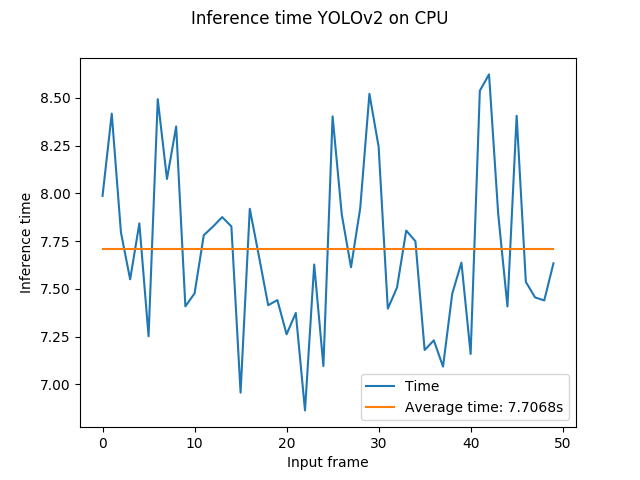 Inference time YOLOv2 on CPU
8.50
8.25
8.00
7.75
7.50
7.25
7.00
Inference time
Time
Average time: 7.7068s
0 10 20 30 40 50
Input frame